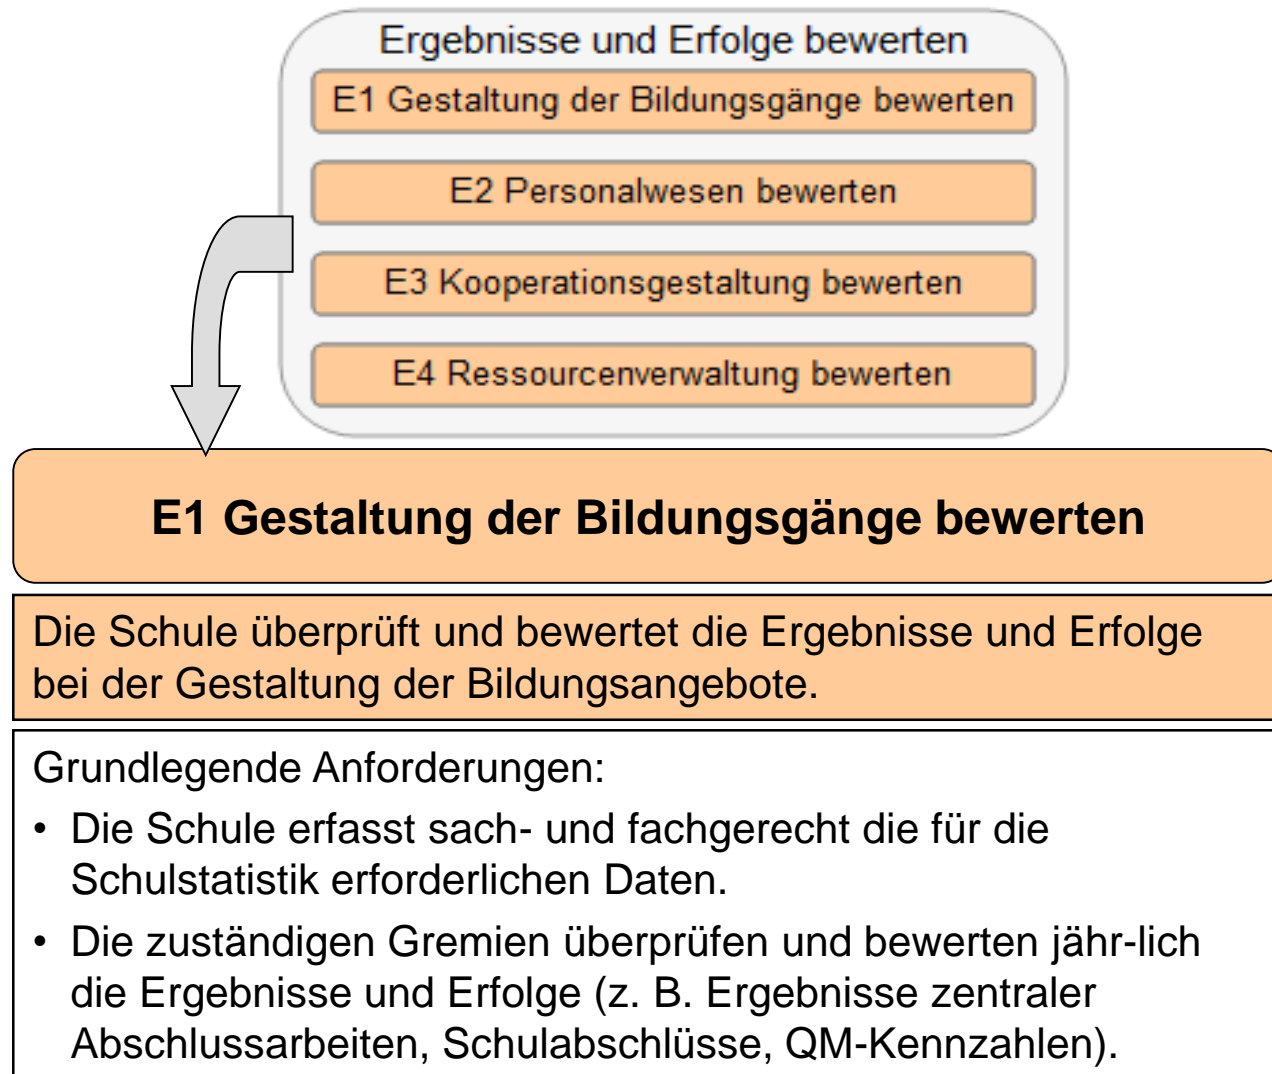 Ergebnisse und Erfolge bewerten
E1 Gestaltung der Bildungsgänge bewerten
E2 Personalwesen bewerten
E3 Kooperationsgestaltung bewerten
E4 Ressourcenverwaltung bewerten
E1 Gestaltung der Bildungsgänge bewerten
Die Schule überprüft und bewertet die Ergebnisse und Erfolge
bei der Gestaltung der Bildungsangebote.
Grundlegende Anforderungen:
• Die Schule erfasst sach- und fachgerecht die für die
Schulstatistik erforderlichen Daten.
• Die zuständigen Gremien überprüfen und bewerten jähr-lich
die Ergebnisse und Erfolge (z. B. Ergebnisse zentraler
Abschlussarbeiten, Schulabschlüsse, QM-Kennzahlen).